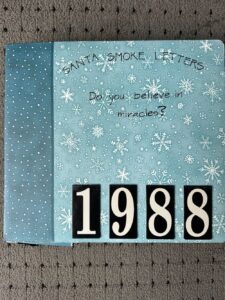 SANTA SMOKE LETTERS
Do you believe in
miracles?
1988